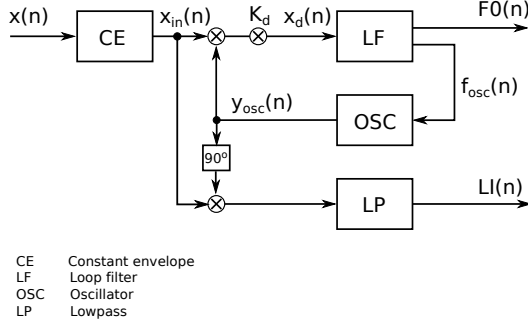 x(n)
CE
x_in(n)
K_d
x_d(n)
LF
F0(n)
f_osc(n)
y_osc(n)
OSC
90°
LP
LI(n)
CE Constant envelope
LF Loop filter
OSC Oscillator
LP Lowpass